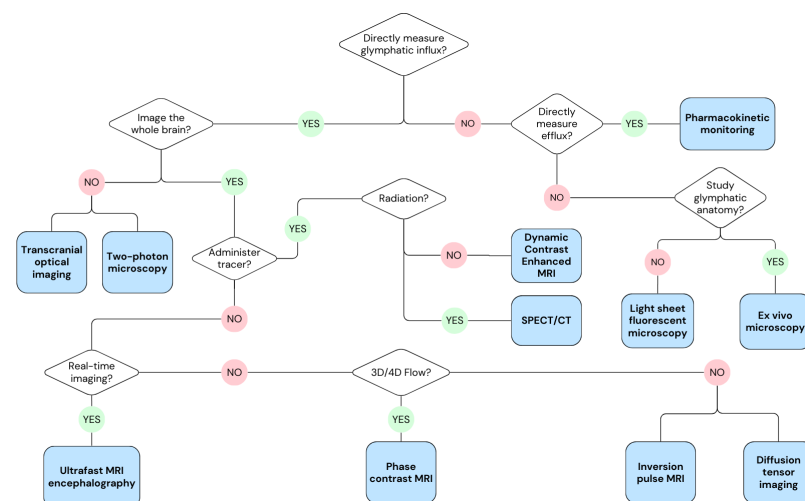 Directly measure
glymphatic influx?
Image the
whole brain?
YES
NO
Directly
measure
efflux?
YES
Pharmacokinetic
monitoring
NO
YES
Radiation?
NO
Study
glymphatic
anatomy?
Transcranial
optical
imaging
Two-photon
microscopy
Administer
tracer?
YES
NO
Dynamic
Contrast
Enhanced
MRI
NO
YES
Light sheet
fluorescent
microscopy
Ex vivo
microscopy
NO
YES
SPECT/CT
Real-time
imaging?
NO
3D/4D Flow?
NO
YES
YES
Ultrafast MRI
encephalography
Phase
contrast MRI
Inversion
pulse MRI
Diffusion
tensor
imaging